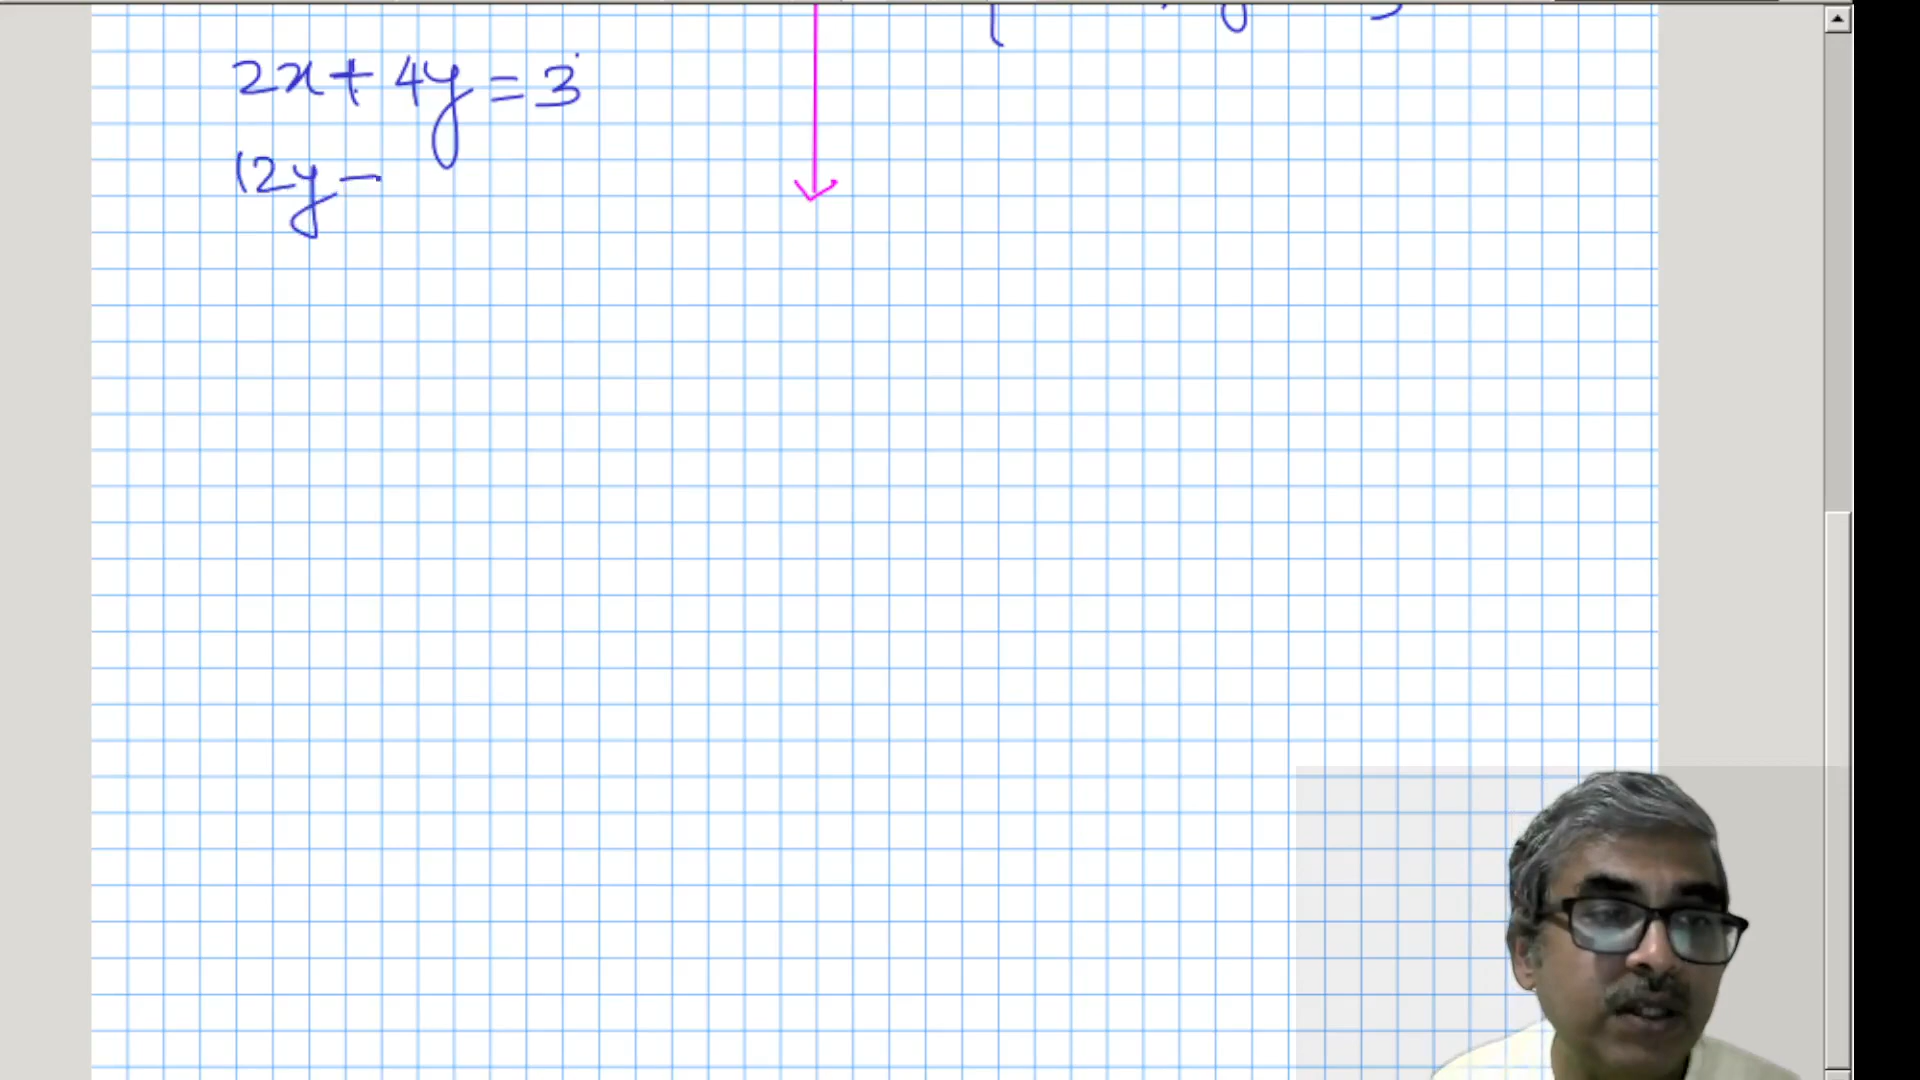 2x + 4y = 3
12y -